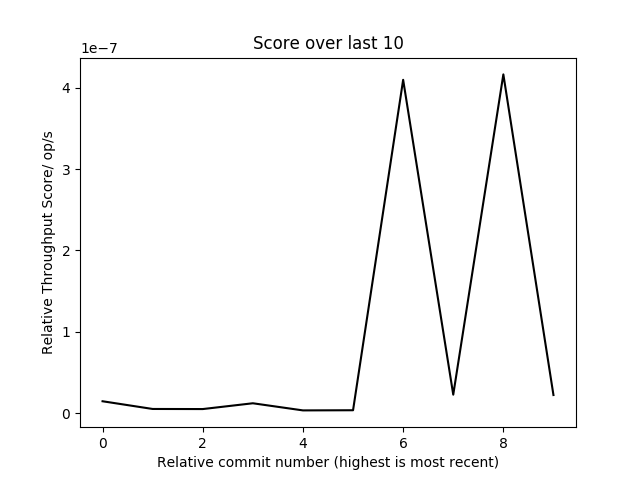 Score over last 10
1e−7
4
3
2
1
0
Relative Throughput Score/ op/s
0 2 4 6 8
Relative commit number (highest is most recent)